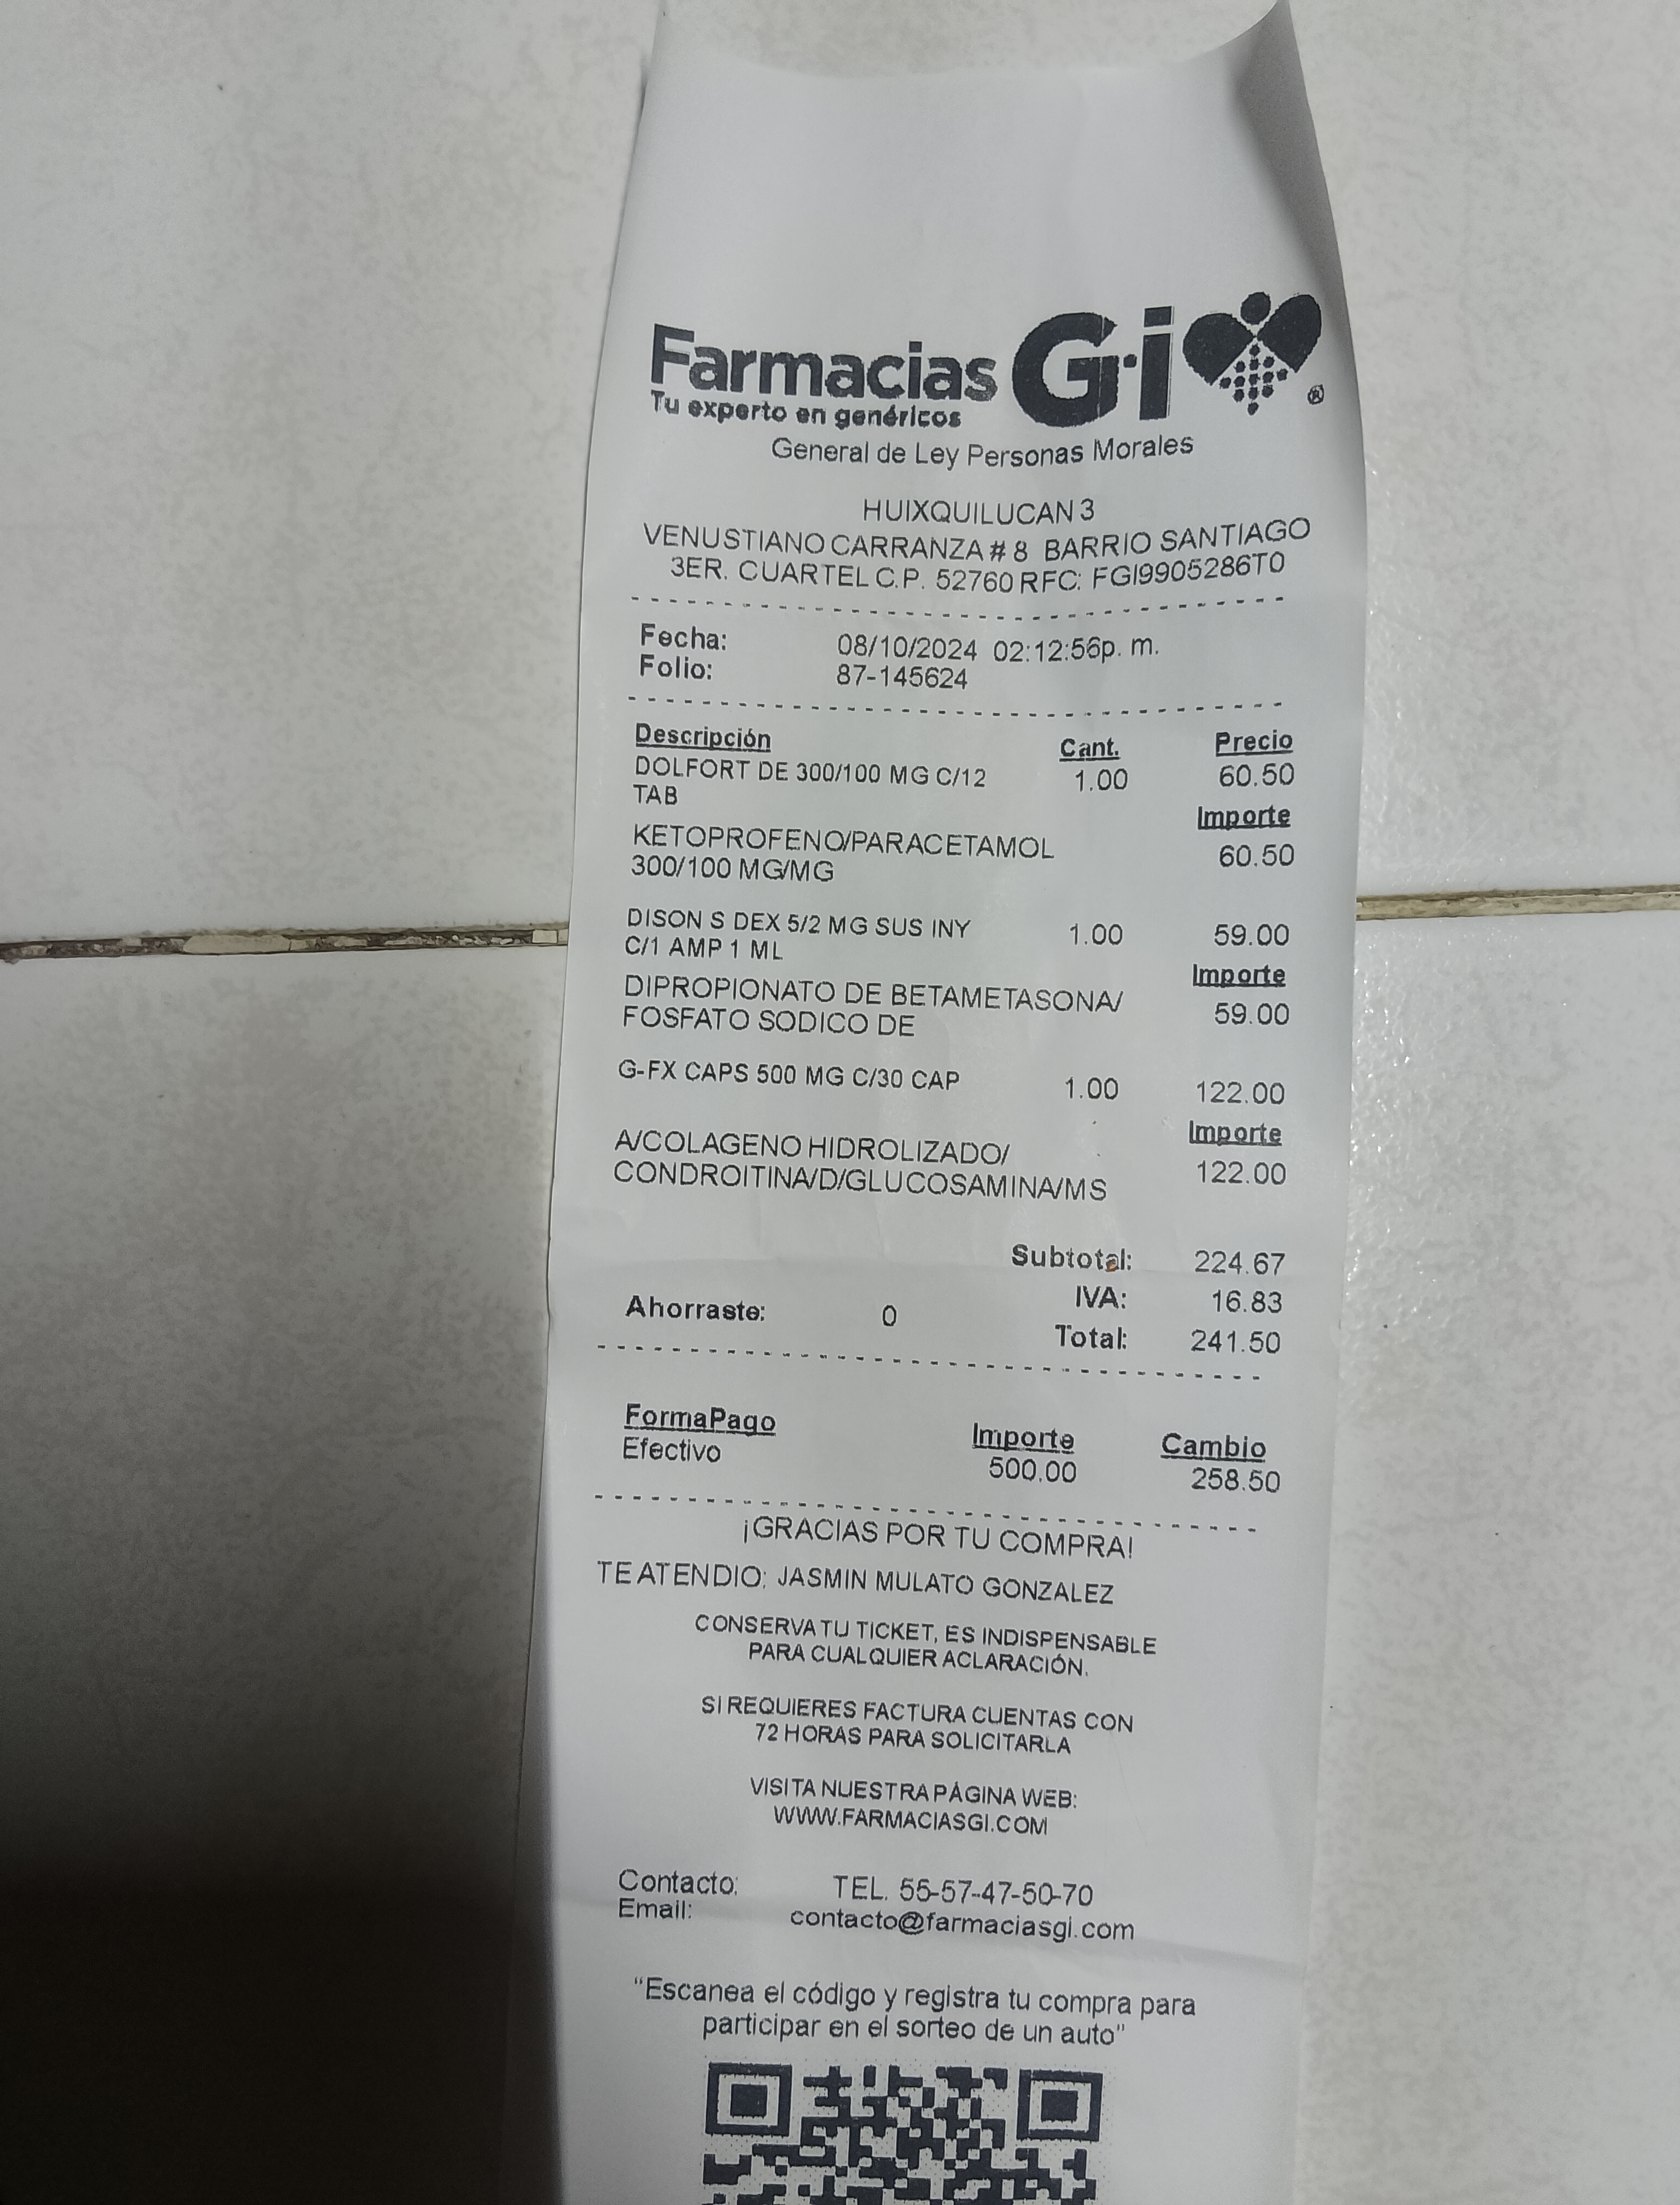 Farmacias Gi ®
Tu experto en genéricos
General de Ley Personas Morales
HUIXQUILUCAN 3
VENUSTIANO CARRANZA # 8 BARRIO SANTIAGO
3ER. CUARTEL C.P. 52760 RFC: FGI9905286T0
Fecha: 08/10/2024 02:12:56p. m.
Folio: 87-145624
Descripción Cant. Precio
DOLFORT DE 300/100 MG C/12 1.00 60.50
TAB
Importe
KETOPROFENO/PARACETAMOL 60.50
300/100 MG/MG
DISON S DEX 5/2 MG SUS INY 1.00 59.00
C/1 AMP 1 ML
Importe
DIPROPIONATO DE BETAMETASONA/ 59.00
FOSFATO SODICO DE
G-FX CAPS 500 MG C/30 CAP 1.00 122.00
Importe
A/COLAGENO HIDROLIZADO/ 122.00
CONDROITINA/D/GLUCOSAMINA/MS
Subtotal: 224.67
IVA: 16.83
Ahorraste: 0
Total: 241.50
FormaPago Importe Cambio
Efectivo 500.00 258.50
¡GRACIAS POR TU COMPRA!
TE ATENDIO: JASMIN MULATO GONZALEZ
CONSERVA TU TICKET, ES INDISPENSABLE
PARA CUALQUIER ACLARACIÓN.
SI REQUIERES FACTURA CUENTAS CON
72 HORAS PARA SOLICITARLA
VISITA NUESTRA PÁGINA WEB:
WWW.FARMACIASGI.COM
Contacto: TEL. 55-57-47-50-70
Email: contacto@farmaciasgi.com
"Escanea el código y registra tu compra para
participar en el sorteo de un auto"